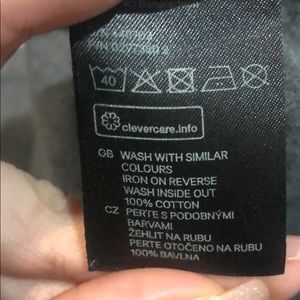 40
clevercare.info
GB WASH WITH SIMILAR
COLOURS
IRON ON REVERSE
WASH INSIDE OUT
100% COTTON
CZ PERTE S PODOBNÝMI
BARVAMI
ŽEHLIT NA RUBU
PERTE OTOČENO NA RUBU
100% BAVLNA